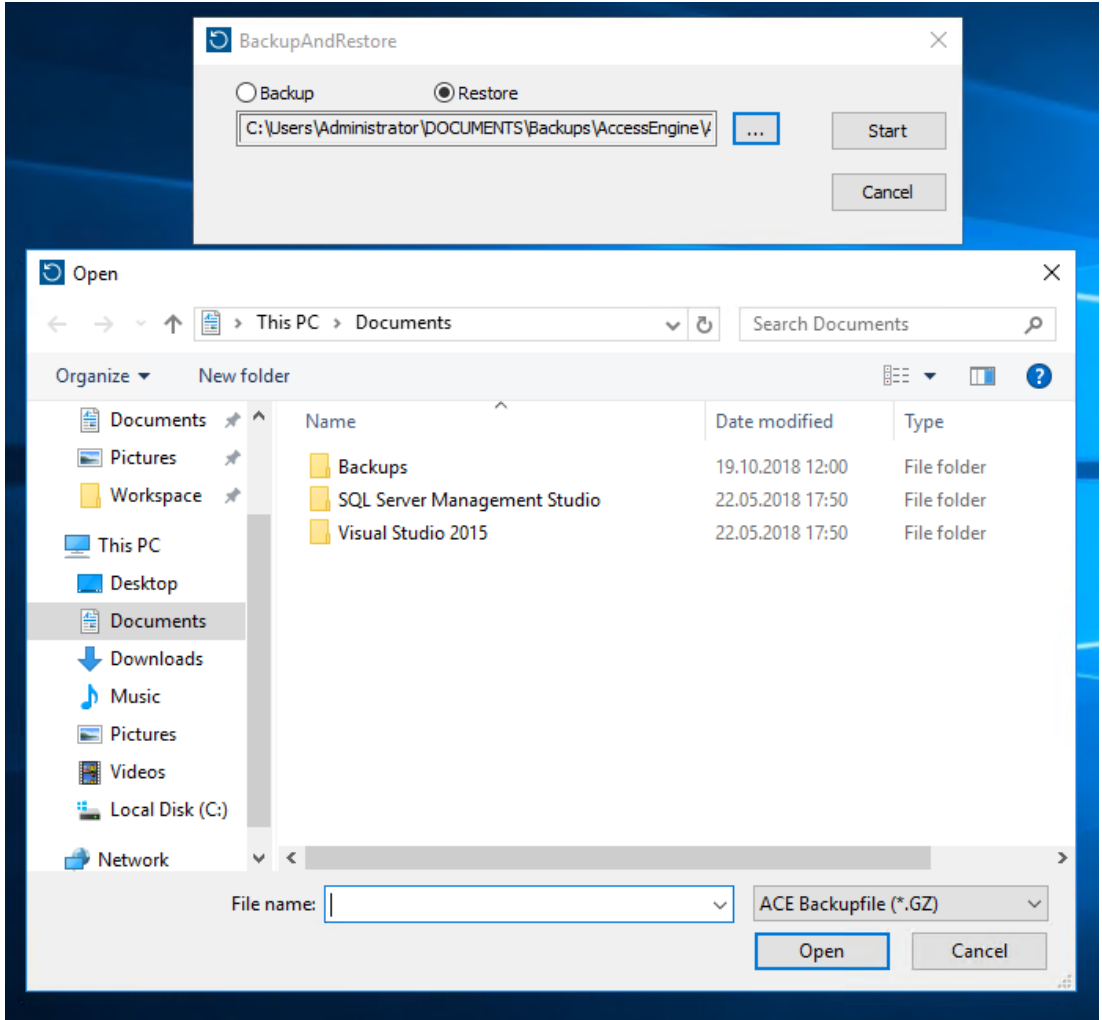 BackupAndRestore
Backup Restore
C:\Users\Administrator\DOCUMENTS\Backups\AccessEngine\ ... Start
Cancel
Open
This PC > Documents Search Documents
Organize New folder
Name Date modified Type
Documents
Pictures
Workspace
This PC
Desktop
Documents
Downloads
Music
Pictures
Videos
Local Disk (C:)
Network
Backups 19.10.2018 12:00 File folder
SQL Server Management Studio 22.05.2018 17:50 File folder
Visual Studio 2015 22.05.2018 17:50 File folder
File name: ACE Backupfile (*.GZ)
Open Cancel